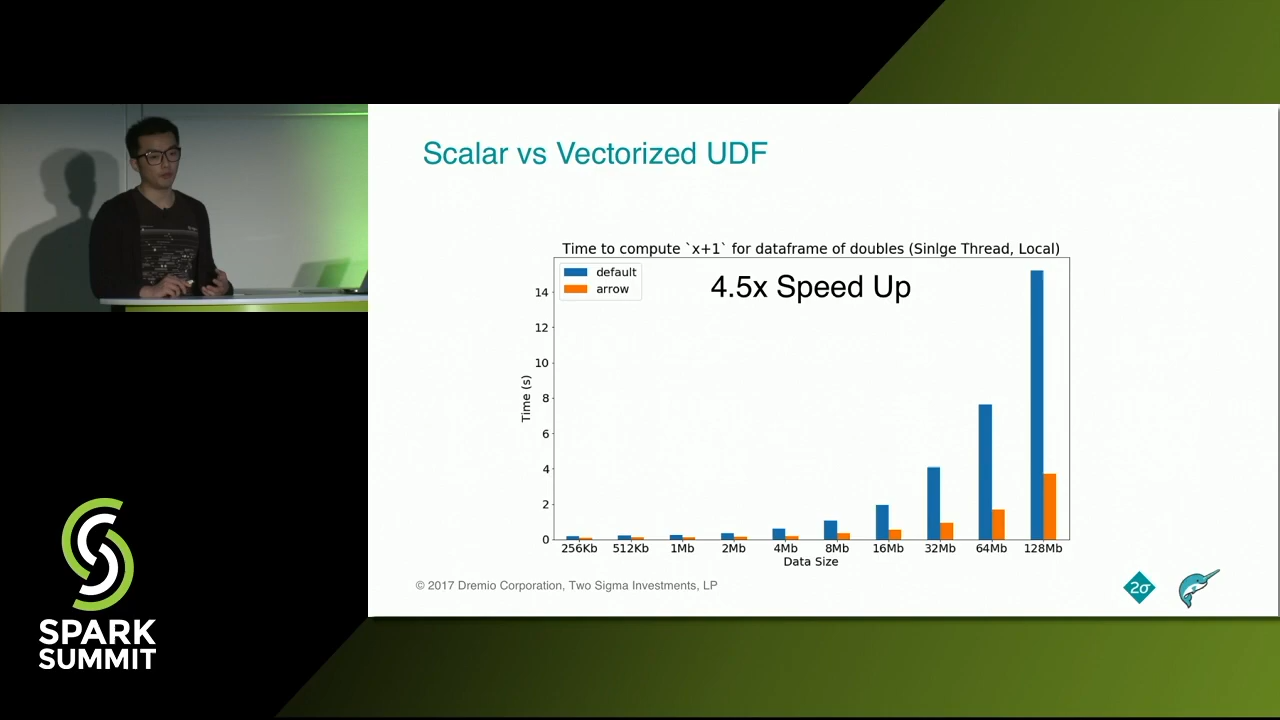 Scalar vs Vectorized UDF
Time to compute `x+1` for dataframe of doubles (Sinlge Thread, Local)
default
arrow
4.5x Speed Up
14
12
10
8
6
4
2
0
Time (s)
256Kb 512Kb 1Mb 2Mb 4Mb 8Mb 16Mb 32Mb 64Mb 128Mb
Data Size
© 2017 Dremio Corporation, Two Sigma Investments, LP
2σ
SPARK
SUMMIT